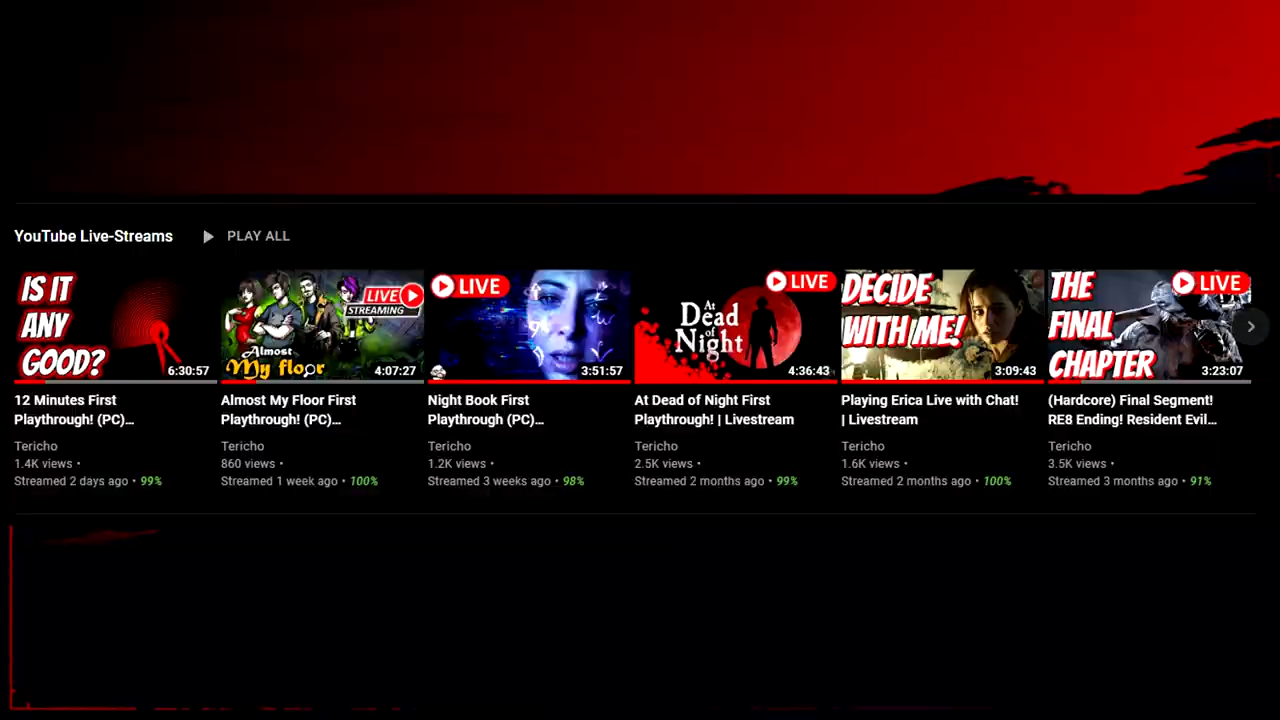 YouTube Live-Streams
PLAY ALL
IS IT
ANY
GOOD?
6:30:57
LIVE
STREAMING
Almost
My floor
4:07:27
LIVE
3:51:57
LIVE
At
Dead
of
Night
4:36:43
DECIDE
WITH ME!
3:09:43
THE
FINAL
CHAPTER
LIVE
3:23:07
12 Minutes First
Playthrough! (PC)...
Tericho
1.4K views •
Streamed 2 days ago • 99%
Almost My Floor First
Playthrough! (PC)...
Tericho
860 views •
Streamed 1 week ago • 100%
Night Book First
Playthrough (PC)...
Tericho
1.2K views •
Streamed 3 weeks ago • 98%
At Dead of Night First
Playthrough! | Livestream
Tericho
2.5K views •
Streamed 2 months ago • 99%
Playing Erica Live with Chat!
| Livestream
Tericho
1.6K views •
Streamed 2 months ago • 100%
(Hardcore) Final Segment!
RE8 Ending! Resident Evil...
Tericho
3.5K views •
Streamed 3 months ago • 91%